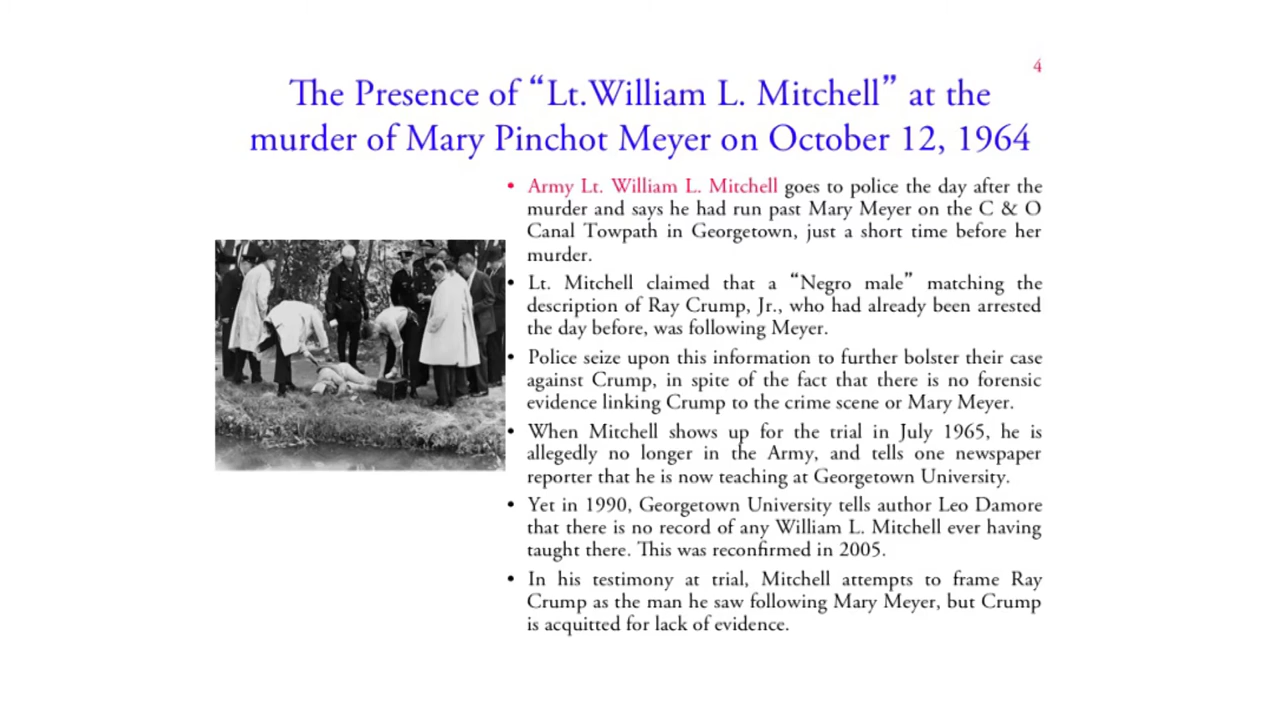 4
The Presence of “Lt.William L. Mitchell” at the
murder of Mary Pinchot Meyer on October 12, 1964
• Army Lt. William L. Mitchell goes to police the day after the
murder and says he had run past Mary Meyer on the C & O
Canal Towpath in Georgetown, just a short time before her
murder.
• Lt. Mitchell claimed that a “Negro male” matching the
description of Ray Crump, Jr., who had already been arrested
the day before, was following Meyer.
• Police seize upon this information to further bolster their case
against Crump, in spite of the fact that there is no forensic
evidence linking Crump to the crime scene or Mary Meyer.
• When Mitchell shows up for the trial in July 1965, he is
allegedly no longer in the Army, and tells one newspaper
reporter that he is now teaching at Georgetown University.
• Yet in 1990, Georgetown University tells author Leo Damore
that there is no record of any William L. Mitchell ever having
taught there. This was reconfirmed in 2005.
• In his testimony at trial, Mitchell attempts to frame Ray
Crump as the man he saw following Mary Meyer, but Crump
is acquitted for lack of evidence.